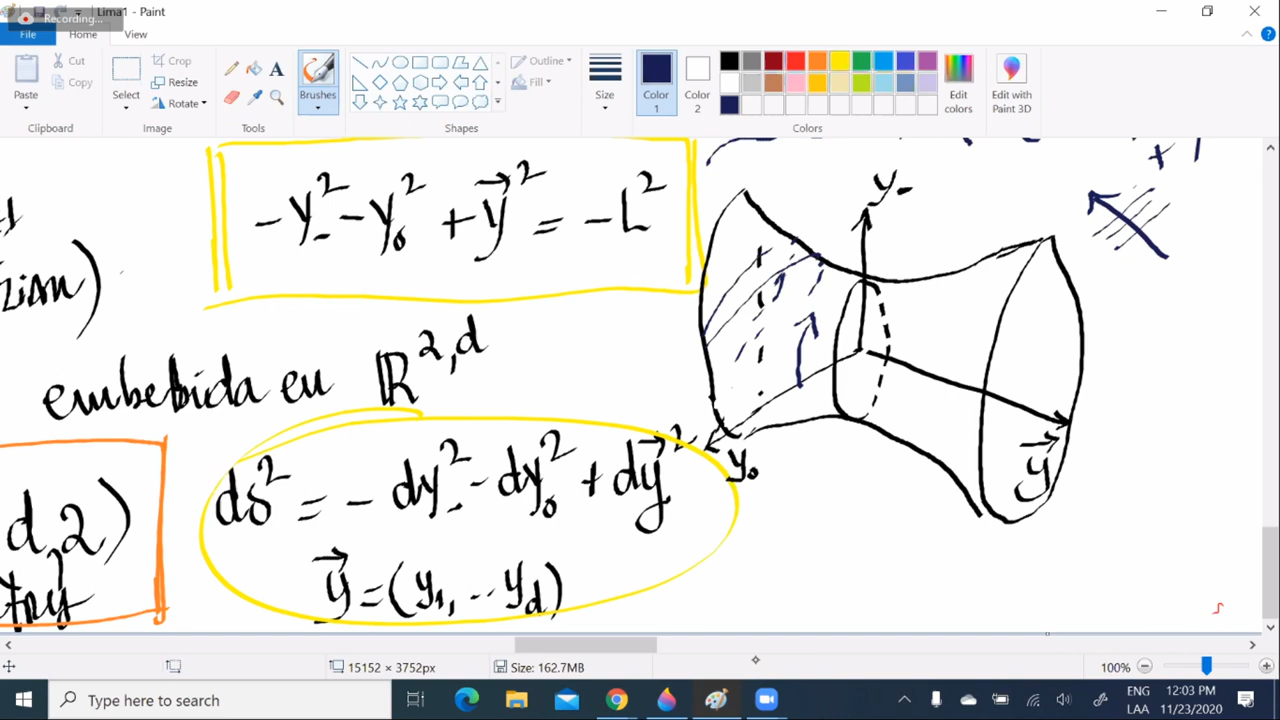 Lima1 - Paint
Recording...
File Home View
Paste
Cut
Copy
Clipboard
Select
Crop
Resize
Rotate
Image
Tools
Brushes
Shapes
Outline
Fill
Size
Color 1
Color 2
Colors
Edit colors
Edit with Paint 3D
-y₋² - y₀² + y⃗² = -L²
embebida en ℝ^{2,d}
ds² = -dy₋² - dy₀² + dy⃗²
y⃗ = (y₁, -- y_d)
d,2)
y₋
y₀
y⃗
15152 × 3752px
Size: 162.7MB
100%
Type here to search
ENG
LAA
12:03 PM
11/23/2020